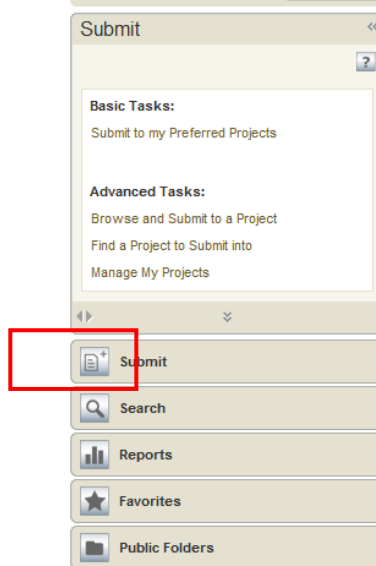 Submit
?
Basic Tasks:
Submit to my Preferred Projects
Advanced Tasks:
Browse and Submit to a Project
Find a Project to Submit into
Manage My Projects
Submit
Search
Reports
Favorites
Public Folders